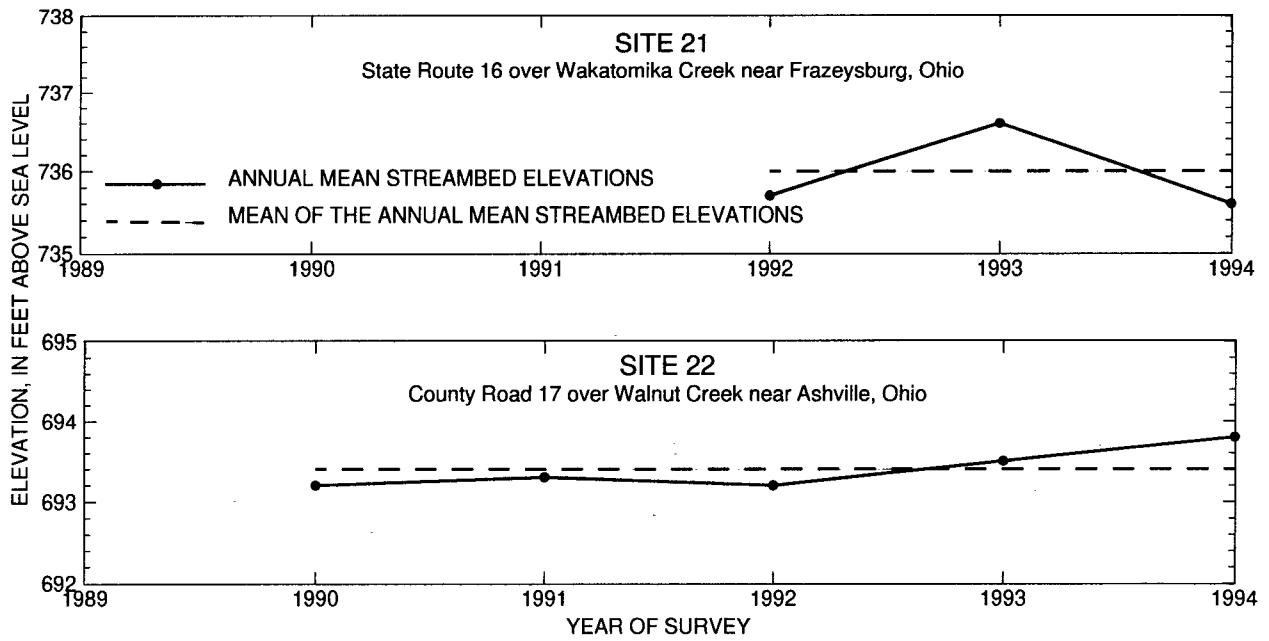 738
SITE 21
State Route 16 over Wakatomika Creek near Frazeysburg, Ohio
737
736
ANNUAL MEAN STREAMBED ELEVATIONS
MEAN OF THE ANNUAL MEAN STREAMBED ELEVATIONS
735
1989 1990 1991 1992 1993 1994
ELEVATION, IN FEET ABOVE SEA LEVEL
695
SITE 22
County Road 17 over Walnut Creek near Ashville, Ohio
694
693
692
1989 1990 1991 1992 1993 1994
YEAR OF SURVEY